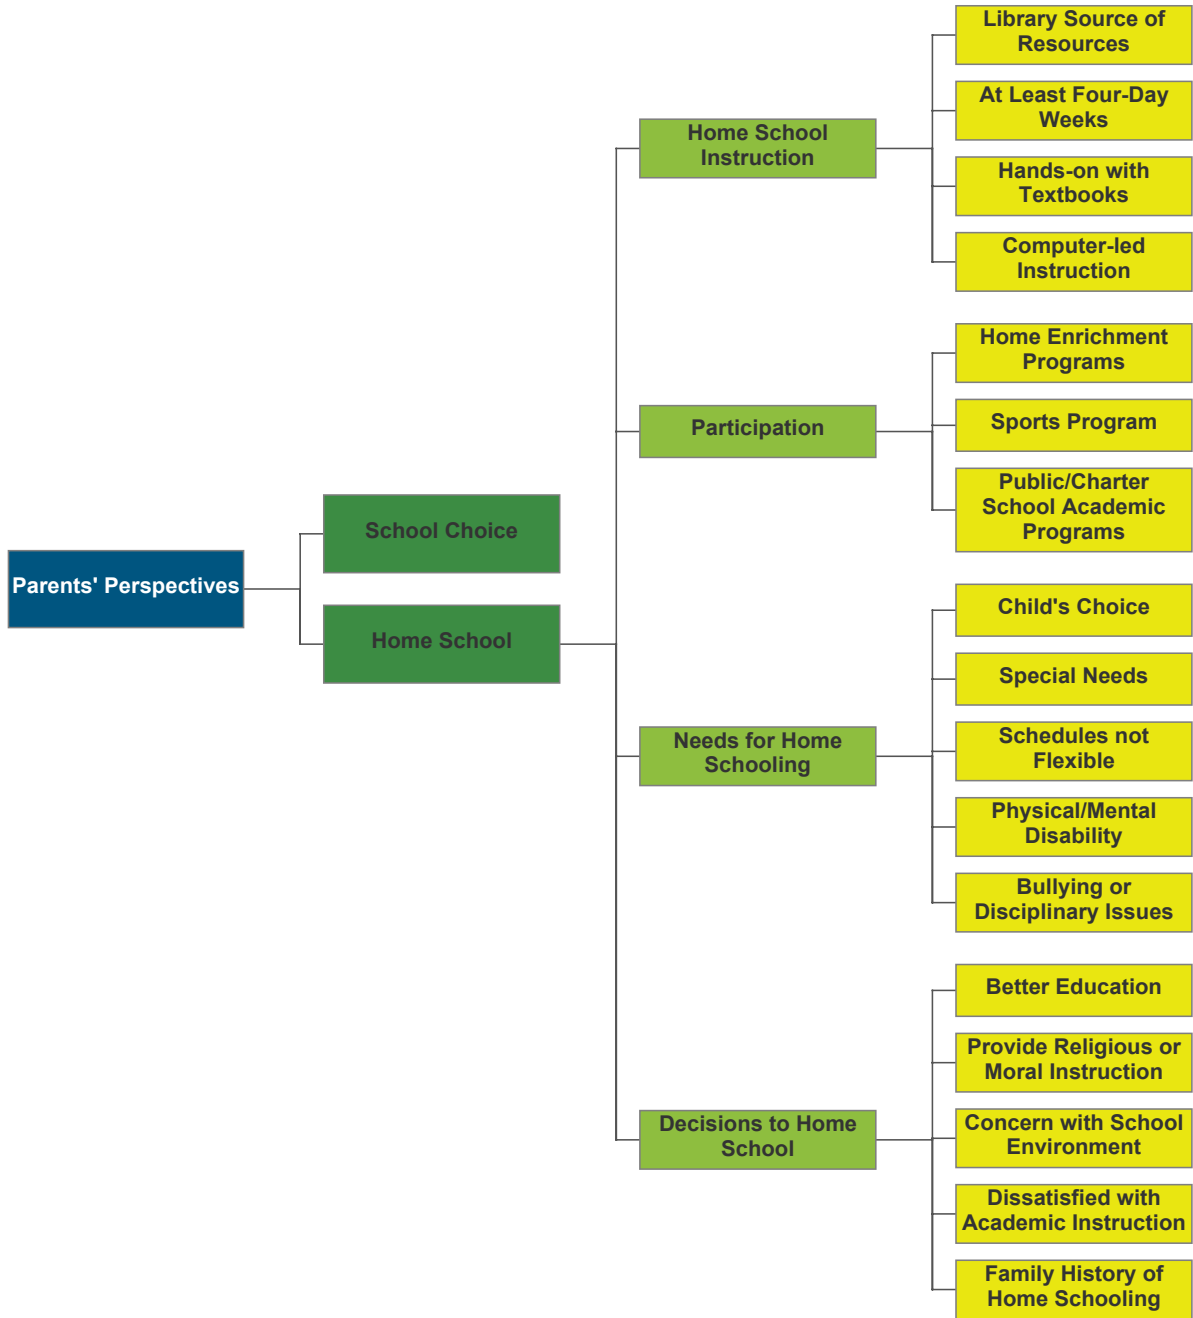 Parents' Perspectives
School Choice
Home School
Home School
Instruction
Library Source of
Resources
At Least Four-Day
Weeks
Hands-on with
Textbooks
Computer-led
Instruction
Participation
Home Enrichment
Programs
Sports Program
Public/Charter
School Academic
Programs
Needs for Home
Schooling
Child's Choice
Special Needs
Schedules not
Flexible
Physical/Mental
Disability
Bullying or
Disciplinary Issues
Decisions to Home
School
Better Education
Provide Religious or
Moral Instruction
Concern with School
Environment
Dissatisfied with
Academic Instruction
Family History of
Home Schooling